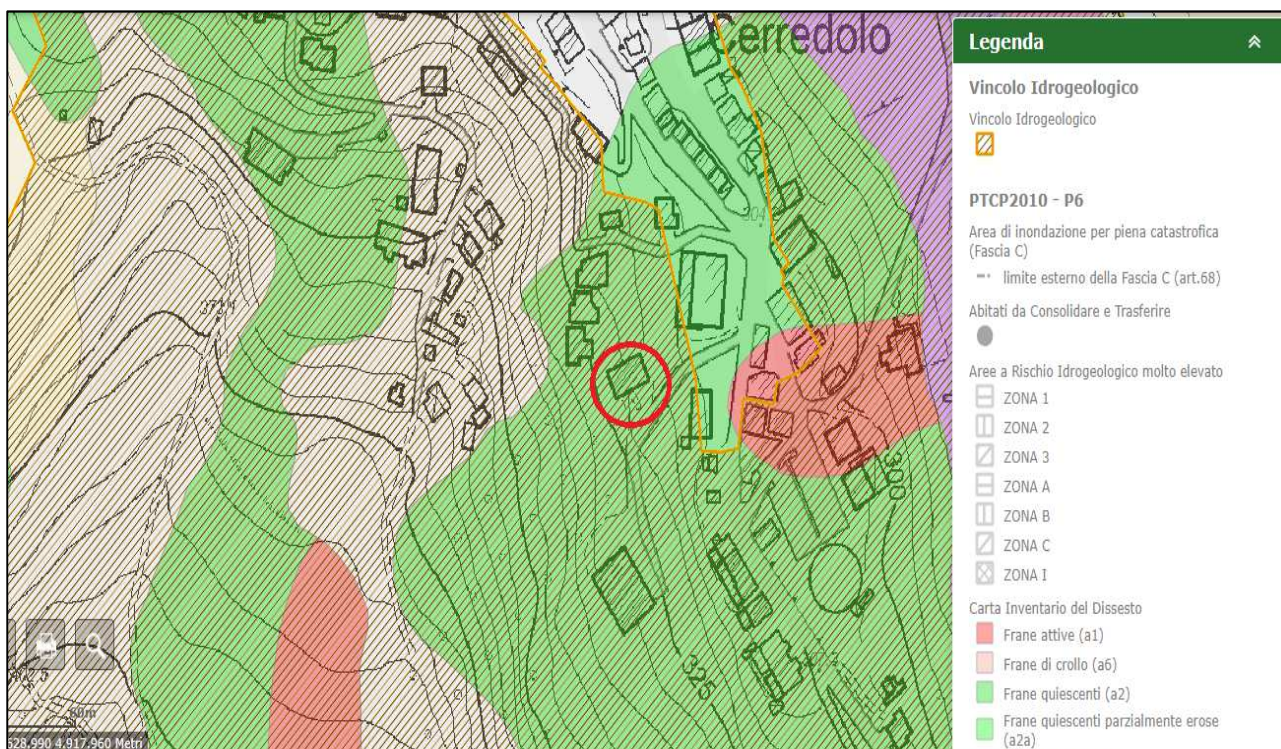 Cerredolo
304
373
300
325
60m
528.990 4.917.960 Metri
Legenda
Vincolo Idrogeologico
Vincolo Idrogeologico
PTCP2010 - P6
Area di inondazione per piena catastrofica
(Fascia C)
limite esterno della Fascia C (art.68)
Abitati da Consolidare e Trasferire
Aree a Rischio Idrogeologico molto elevato
ZONA 1
ZONA 2
ZONA 3
ZONA A
ZONA B
ZONA C
ZONA I
Carta Inventario del Dissesto
Frane attive (a1)
Frane di crollo (a6)
Frane quiescenti (a2)
Frane quiescenti parzialmente erose
(a2a)